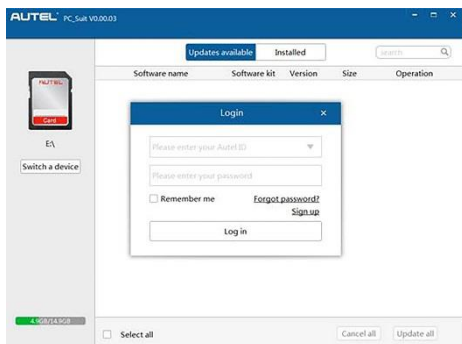 AUTEL PC_Suit V0.00.03
Updates available Installed
search
Software name Software kit Version Size Operation
AUTEL
Card
E:\
Switch a device
Login
Please enter your Autel ID
Please enter your password
Remember me Forgot password?
Sign up
Log in
4.9GB/14.9GB
Select all Cancel all Update all